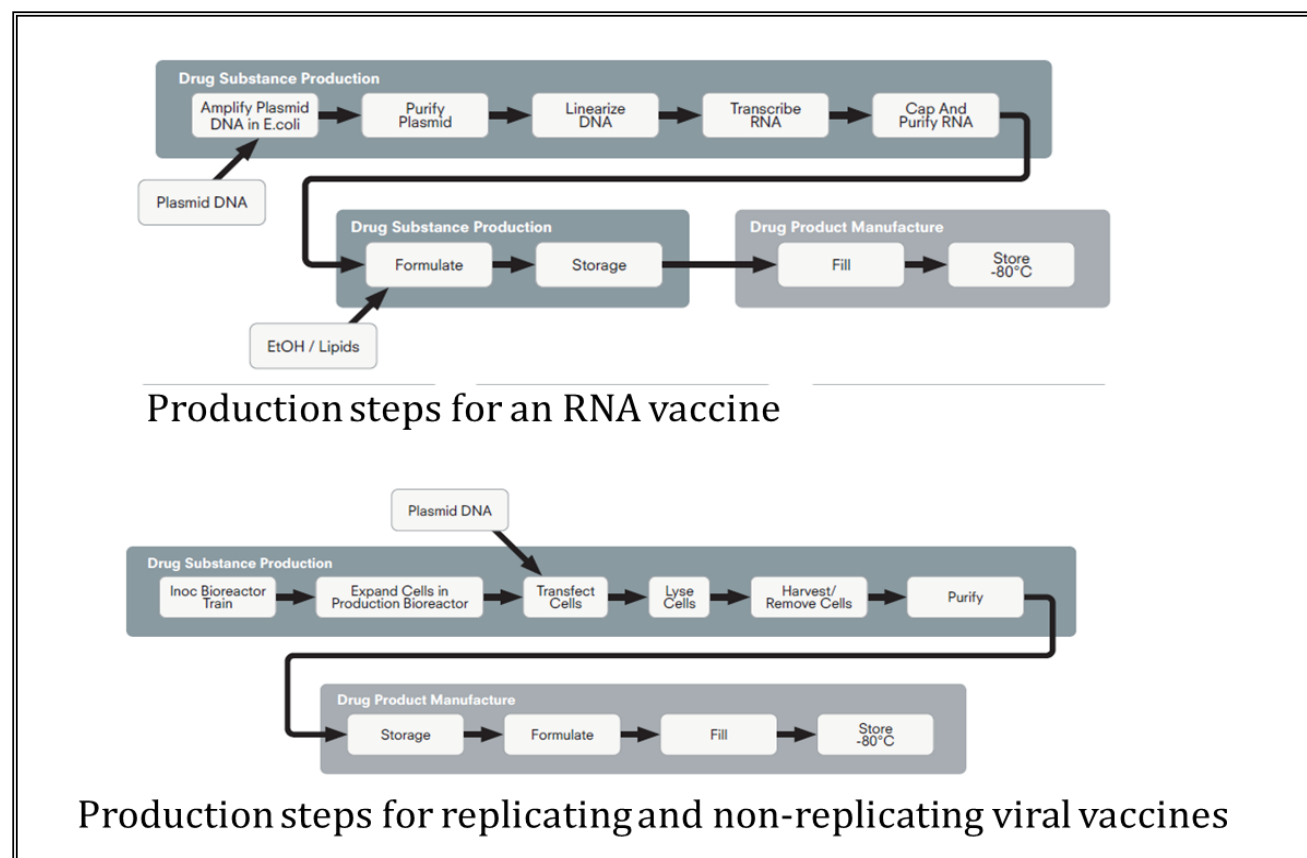 Drug Substance Production
Amplify Plasmid
DNA in E.coli
Purify
Plasmid
Linearize
DNA
Transcribe
RNA
Cap And
Purify RNA
Plasmid DNA
Drug Substance Production
Formulate
Storage
Drug Product Manufacture
Fill
Store
-80°C
EtOH / Lipids
Production steps for an RNA vaccine
Plasmid DNA
Drug Substance Production
Inoc Bioreactor
Train
Expand Cells in
Production Bioreactor
Transfect
Cells
Lyse
Cells
Harvest/
Remove Cells
Purify
Drug Product Manufacture
Storage
Formulate
Fill
Store
-80°C
Production steps for replicating and non-replicating viral vaccines